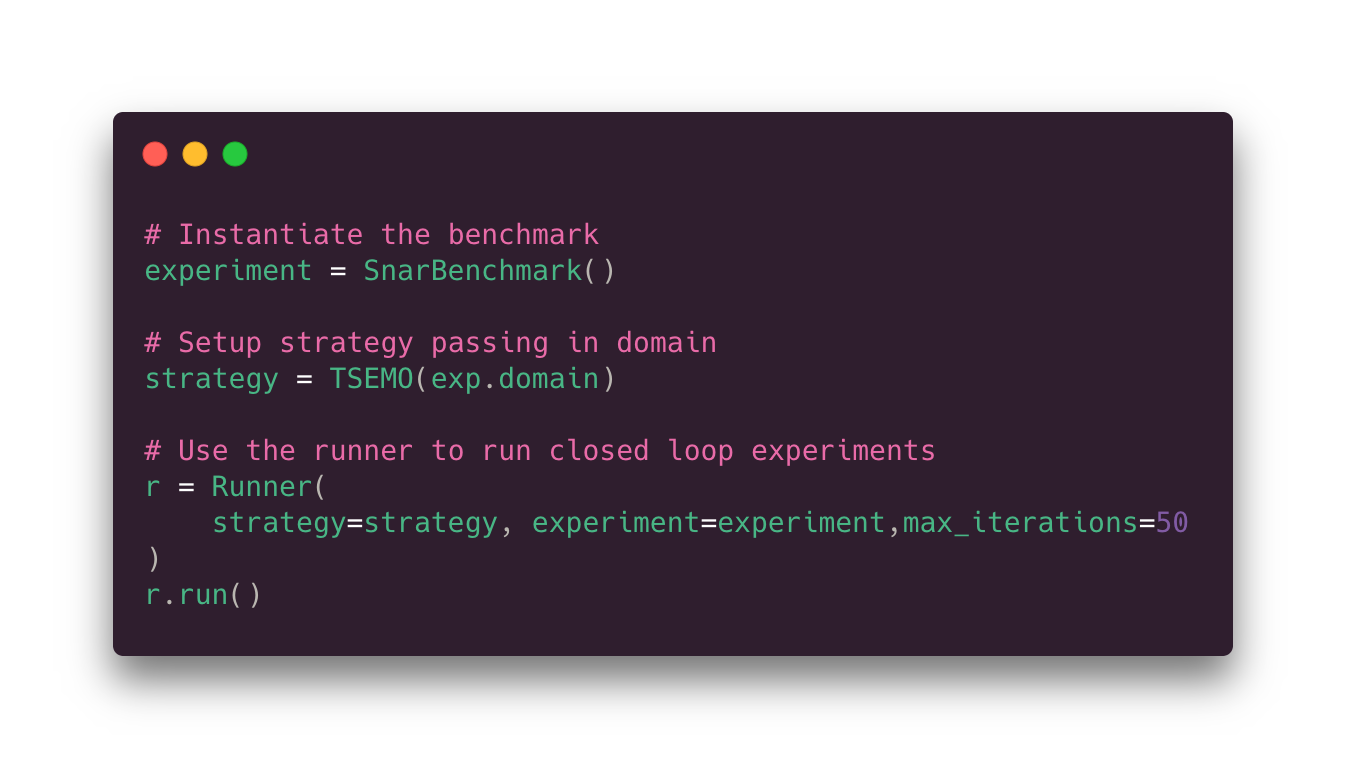 # Instantiate the benchmark
experiment = SnarBenchmark()
# Setup strategy passing in domain
strategy = TSEMO(exp.domain)
# Use the runner to run closed loop experiments
r = Runner(
    strategy=strategy, experiment=experiment,max_iterations=50
)
r.run()